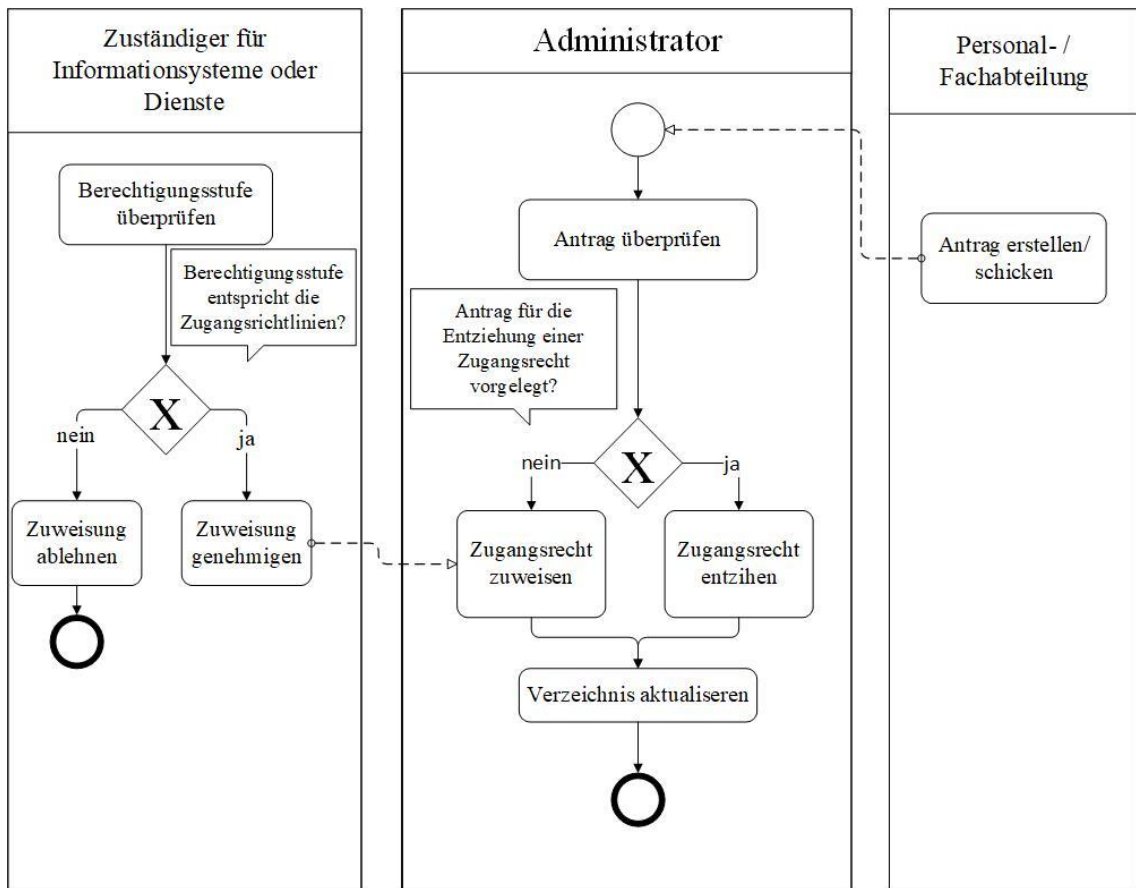 Zuständiger für
Informationsysteme oder
Dienste
Berechtigungsstufe
überprüfen
Berechtigungsstufe
entspricht die
Zugangsrichtlinien?
X
nein
ja
Zuweisung
ablehnen
Zuweisung
genehmigen
Administrator
Antrag überprüfen
Antrag für die
Entziehung einer
Zugangsrecht
vorgelegt?
X
nein
ja
Zugangsrecht
zuweisen
Zugangsrecht
entzihen
Verzeichnis aktualiseren
Personal- /
Fachabteilung
Antrag erstellen/
schicken